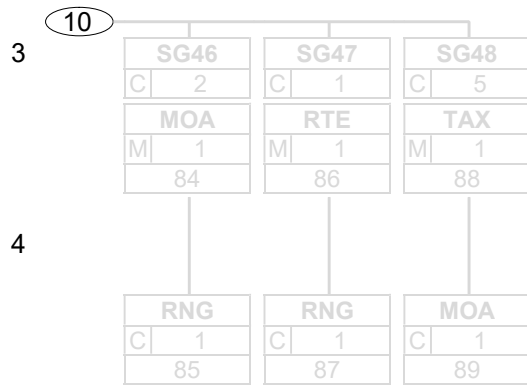 10
3
SG46 SG47 SG48
C 2 C 1 C 5
MOA RTE TAX
M 1 M 1 M 1
84 86 88
4
RNG RNG MOA
C 1 C 1 C 1
85 87 89